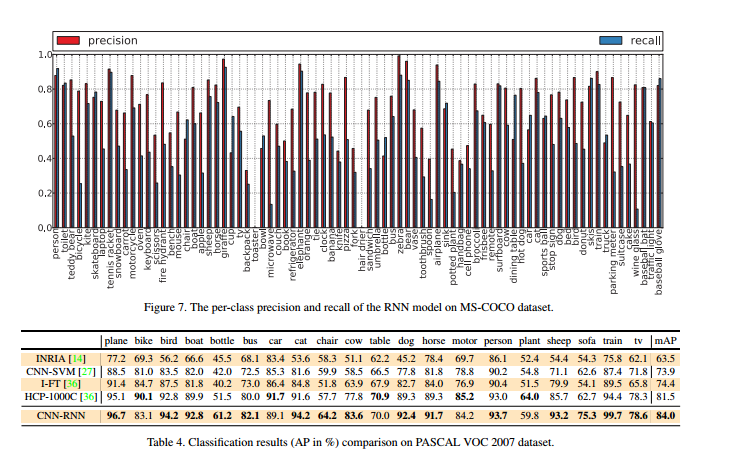 precision
recall
1.0
0.8
0.6
0.4
0.2
0.0
person
toilet
teddy bear
bicycle
kite
skateboard
laptop
tennis racket
snowboard
carrot
motorcycle
oven
keyboard
scissors
fire hydrant
bench
mouse
chair
boat
apple
sheep
horse
giraffe
cup
tv
backpack
toaster
bowl
microwave
couch
book
refrigerator
elephant
orange
tie
clock
banana
knife
pizza
fork
hair drier
sandwich
umbrella
bottle
bus
zebra
bear
vase
toothbrush
spoon
airplane
sink
potted plant
handbag
cell phone
broccoli
frisbee
remote
surfboard
cow
dining table
hot dog
car
cat
sports ball
stop sign
dog
bed
bird
donut
skis
train
truck
parking meter
suitcase
cake
wine glass
baseball bat
traffic light
baseball glove
Figure 7. The per-class precision and recall of the RNN model on MS-COCO dataset.
plane bike bird boat bottle bus car cat chair cow table dog horse motor person plant sheep sofa train tv mAP
INRIA [14] 77.2 69.3 56.2 66.6 45.5 68.1 83.4 53.6 58.3 51.1 62.2 45.2 78.4 69.7 86.1 52.4 54.4 54.3 75.8 62.1 63.5
CNN-SVM [27] 88.5 81.0 83.5 82.0 42.0 72.5 85.3 81.6 59.9 58.5 66.5 77.8 81.8 78.8 90.2 54.8 71.1 62.6 87.4 71.8 73.9
I-FT [36] 91.4 84.7 87.5 81.8 40.2 73.0 86.4 84.8 51.8 63.9 67.9 82.7 84.0 76.9 90.4 51.5 79.9 54.1 89.5 65.8 74.4
HCP-1000C [36] 95.1 90.1 92.8 89.9 51.5 80.0 91.7 91.6 57.7 77.8 70.9 89.3 89.3 85.2 93.0 64.0 85.7 62.7 94.4 78.3 81.5
CNN-RNN 96.7 83.1 94.2 92.8 61.2 82.1 89.1 94.2 64.2 83.6 70.0 92.4 91.7 84.2 93.7 59.8 93.2 75.3 99.7 78.6 84.0
Table 4. Classification results (AP in %) comparison on PASCAL VOC 2007 dataset.